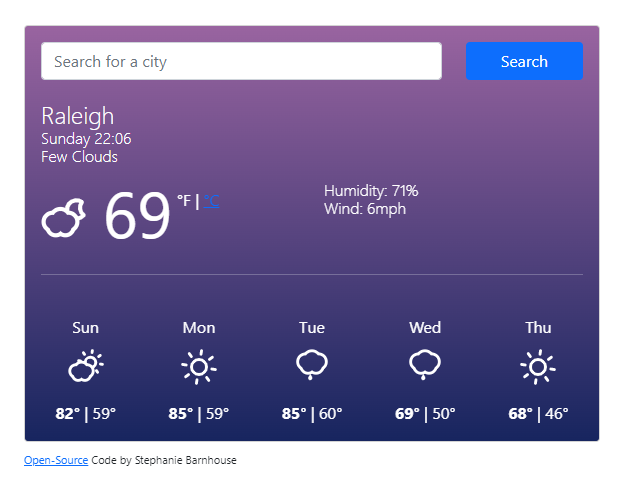 Search for a city
Search
Raleigh
Sunday 22:06
Few Clouds
69 °F | °C
Humidity: 71%
Wind: 6mph
Sun Mon Tue Wed Thu
82° | 59° 85° | 59° 85° | 60° 69° | 50° 68° | 46°
Open-Source Code by Stephanie Barnhouse